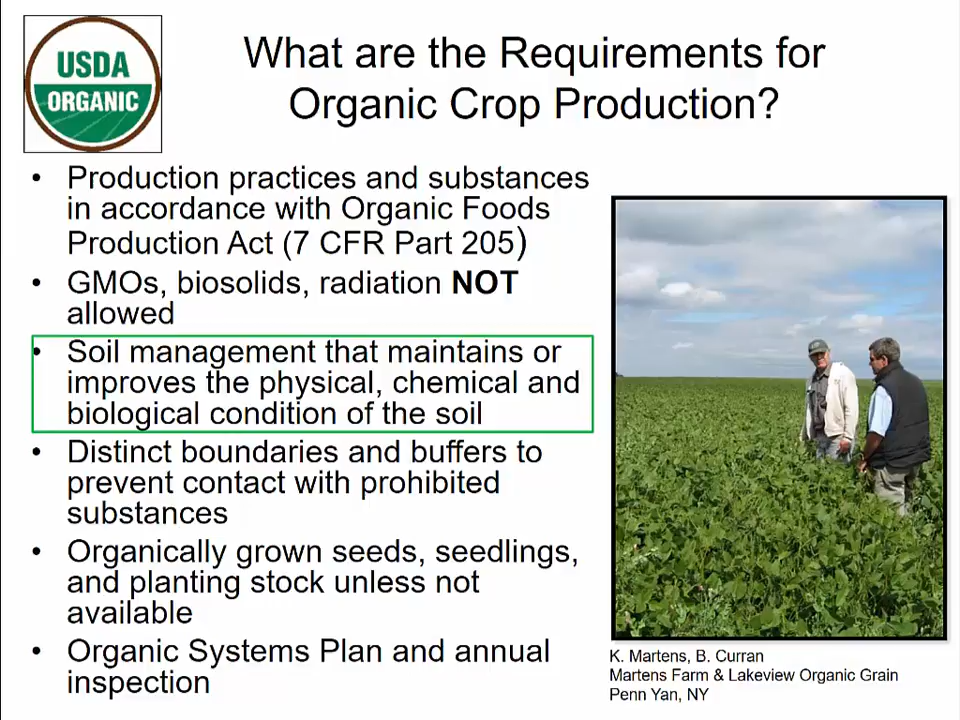 USDA
ORGANIC
What are the Requirements for
Organic Crop Production?
• Production practices and substances
in accordance with Organic Foods
Production Act (7 CFR Part 205)
• GMOs, biosolids, radiation NOT
allowed
• Soil management that maintains or
improves the physical, chemical and
biological condition of the soil
• Distinct boundaries and buffers to
prevent contact with prohibited
substances
• Organically grown seeds, seedlings,
and planting stock unless not
available
• Organic Systems Plan and annual
inspection
K. Martens, B. Curran
Martens Farm & Lakeview Organic Grain
Penn Yan, NY